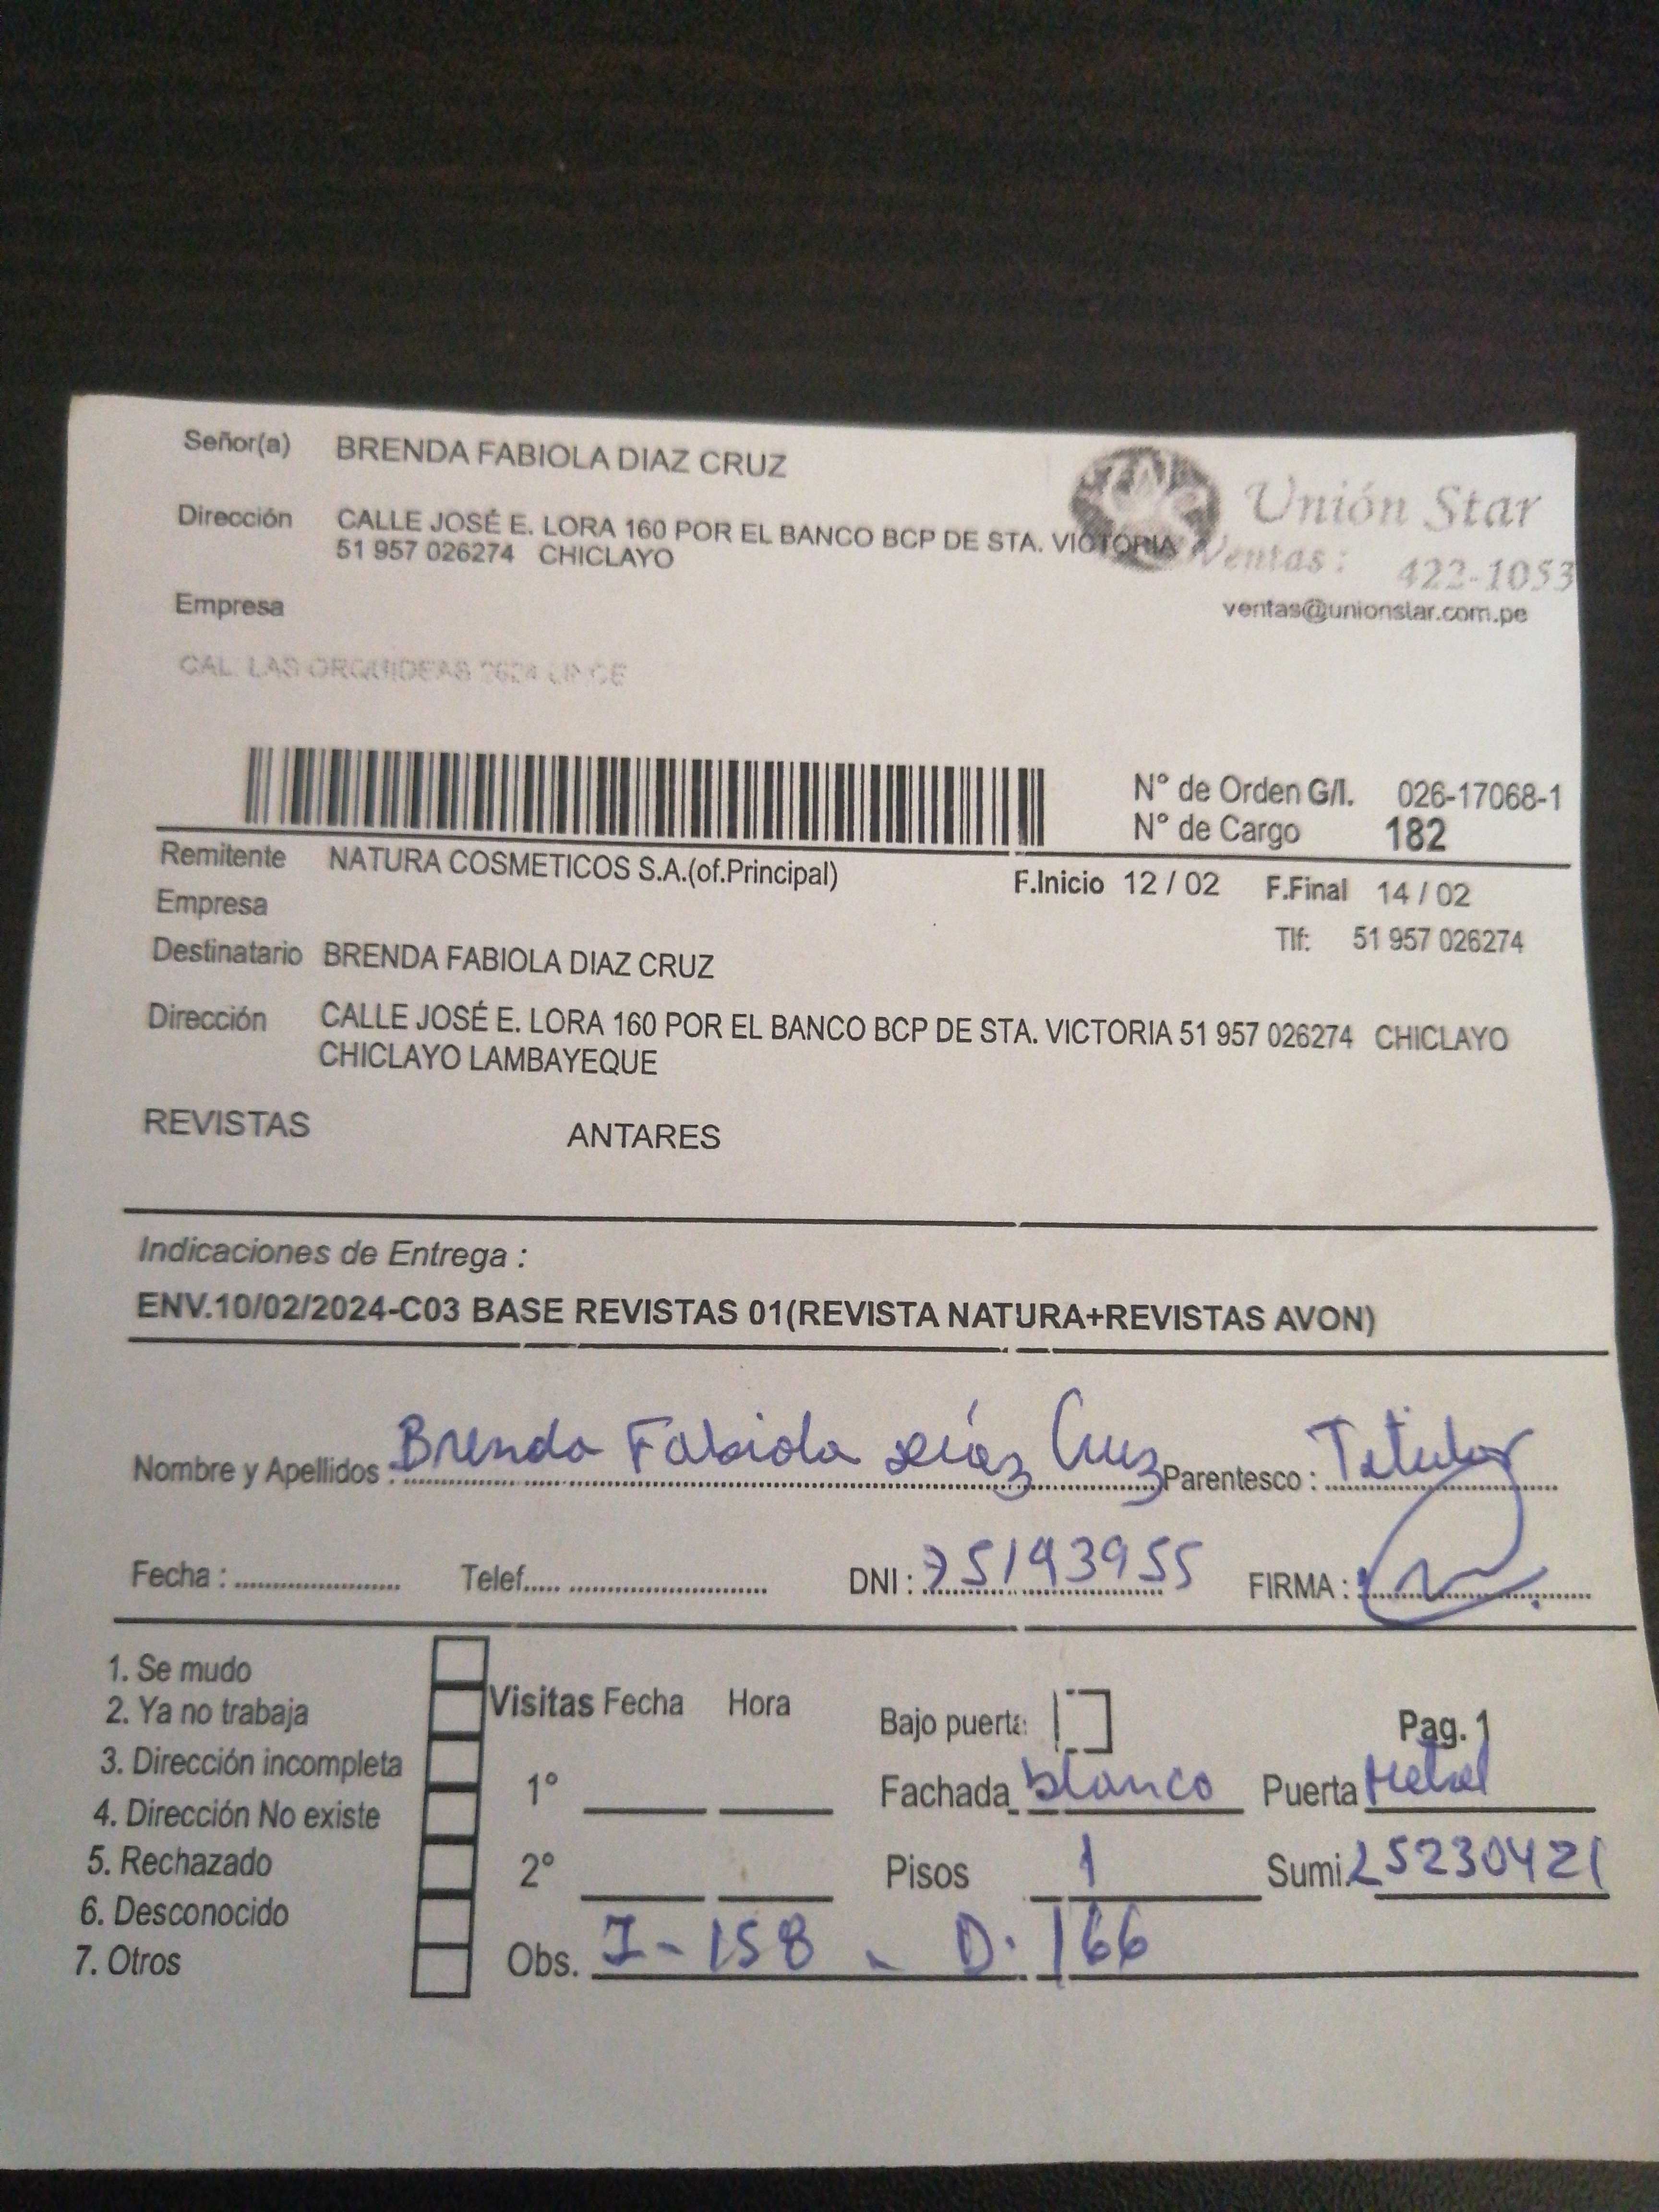 Señor(a) BRENDA FABIOLA DIAZ CRUZ
Unión Star
Dirección CALLE JOSÉ E. LORA 160 POR EL BANCO BCP DE STA. VICTORIA
51 957 026274 CHICLAYO
Ventas: 422-1053
Empresa
ventas@unionstar.com.pe
CAL. LAS ORQUIDEAS 2624 LINCE
N° de Orden G/I. 026-17068-1
N° de Cargo 182
Remitente NATURA COSMETICOS S.A.(of.Principal)
F.Inicio 12 / 02 F.Final 14 / 02
Empresa
Tlf: 51 957 026274
Destinatario BRENDA FABIOLA DIAZ CRUZ
Dirección CALLE JOSÉ E. LORA 160 POR EL BANCO BCP DE STA. VICTORIA 51 957 026274 CHICLAYO
CHICLAYO LAMBAYEQUE
REVISTAS ANTARES
Indicaciones de Entrega :
ENV.10/02/2024-C03 BASE REVISTAS 01(REVISTA NATURA+REVISTAS AVON)
Nombre y Apellidos : Brenda Fabiola Díaz Cruz Parentesco : Titular
Fecha : Telef. DNI : 75193955 FIRMA :
1. Se mudo
2. Ya no trabaja
3. Dirección incompleta
4. Dirección No existe
5. Rechazado
6. Desconocido
7. Otros
Visitas Fecha Hora
1°
2°
Bajo puerta: Pag. 1
Fachada blanco Puerta Metal
Pisos 1 Sumi. 25230421
Obs. I - 158 - D. 166